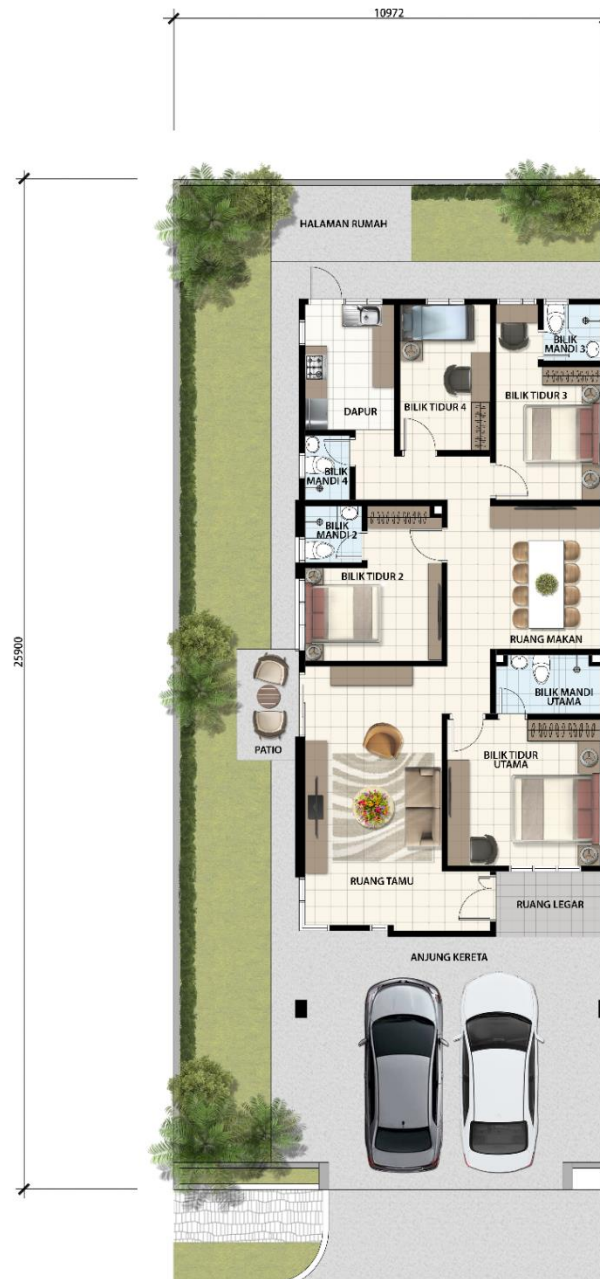 10972
25900
HALAMAN RUMAH
BILIK
MANDI 3
BILIK TIDUR 3
DAPUR
BILIK TIDUR 4
BILIK
MANDI 4
BILIK
MANDI 2
BILIK TIDUR 2
RUANG MAKAN
BILIK MANDI
UTAMA
PATIO
BILIK TIDUR
UTAMA
RUANG TAMU
RUANG LEGAR
ANJUNG KERETA